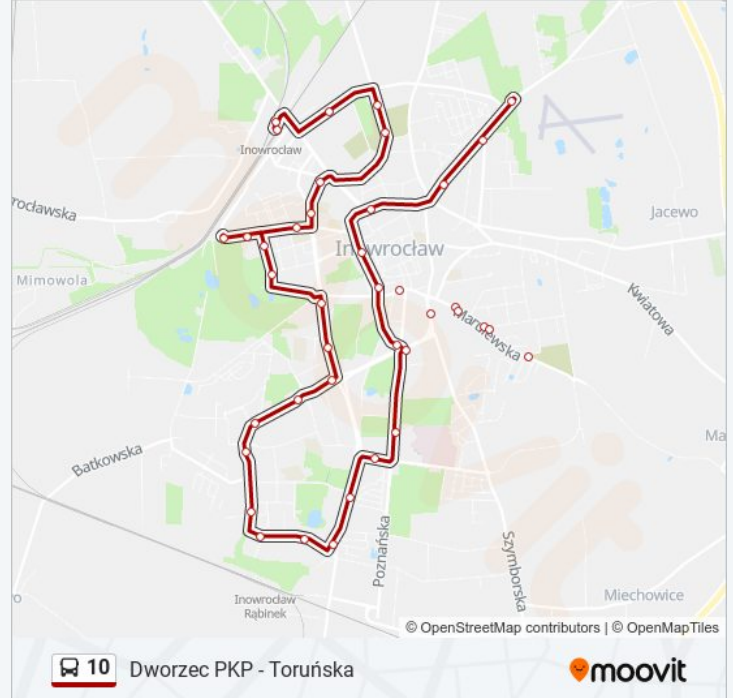 Inowrocław
rocławska
Jacewo
Inowrocław
Mimowola
Kwiatowa
Marulewska
Ma
Batkowska
Poznańska
Szymborska
Inowrocław
Rąbinek
Miechowice
o
© OpenStreetMap contributors | © OpenMapTiles
10 Dworzec PKP - Toruńska
moovit